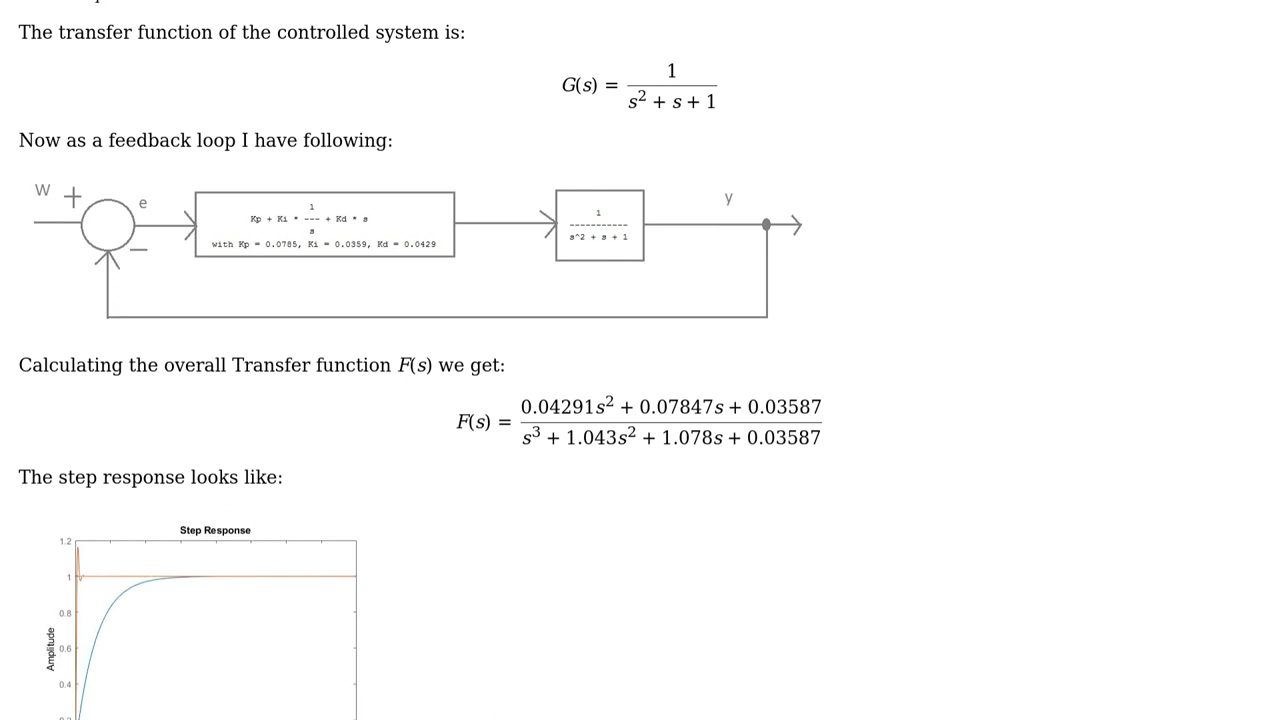 The transfer function of the controlled system is:
G(s) = 1 / (s^2 + s + 1)
Now as a feedback loop I have following:
W +
e
−
1
Kp + Ki * --- + Kd * s
s
with Kp = 0.0785, Ki = 0.0359, Kd = 0.0429
1
-----------
s^2 + s + 1
y
Calculating the overall Transfer function F(s) we get:
F(s) = (0.04291s^2 + 0.07847s + 0.03587) / (s^3 + 1.043s^2 + 1.078s + 0.03587)
The step response looks like:
Step Response
1.2
1
0.8
0.6
0.4
Amplitude